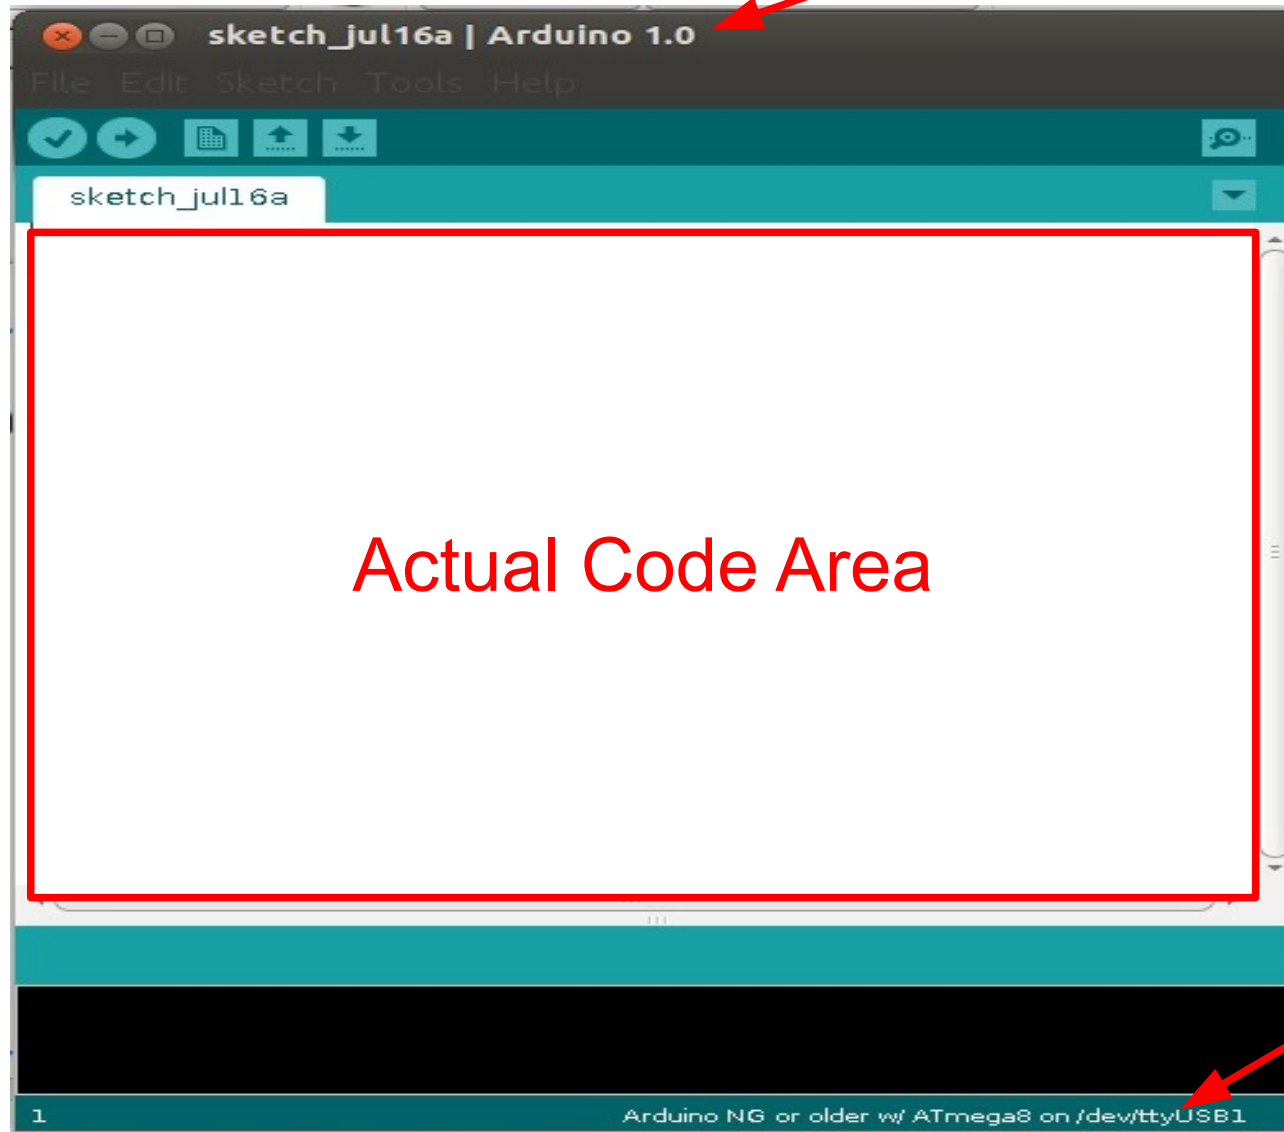 sketch_jul16a | Arduino 1.0
File Edit Sketch Tools Help
sketch_jul16a
Actual Code Area
1 Arduino NG or older w/ ATmega8 on /dev/ttyUSB1